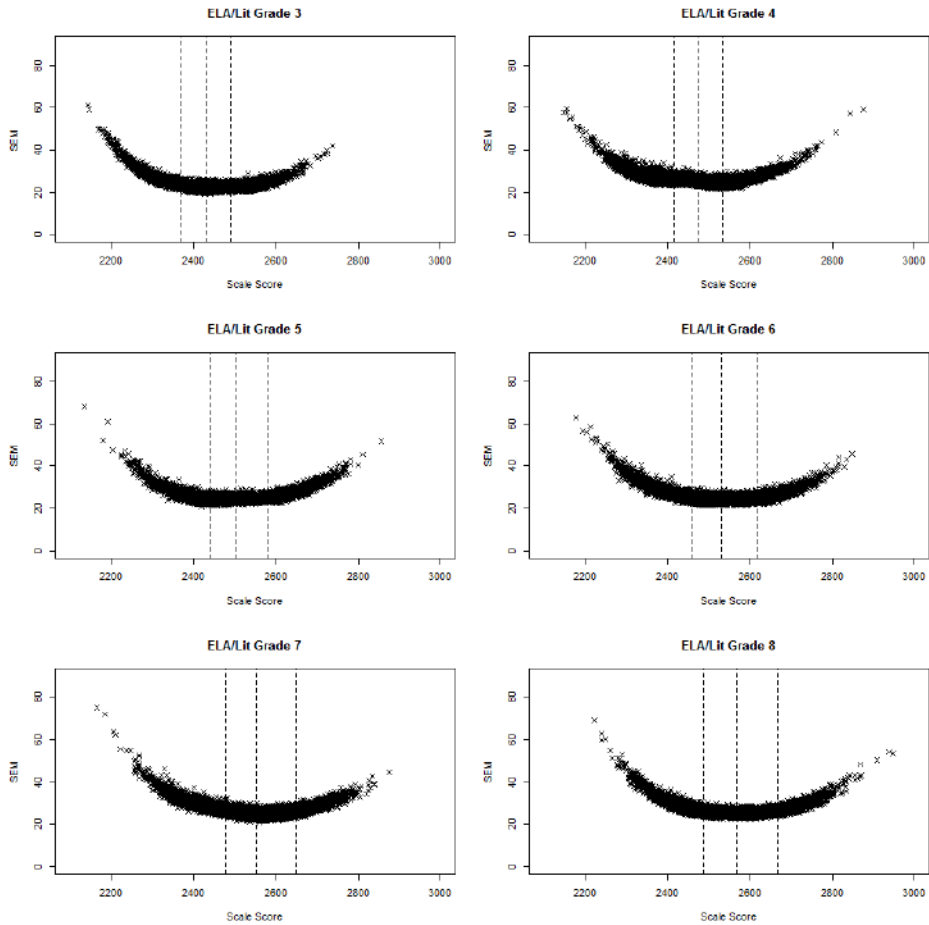 ELA/Lit Grade 3
ELA/Lit Grade 4
SEM
0 20 40 60 80
2200 2400 2600 2800 3000
Scale Score
SEM
0 20 40 60 80
2200 2400 2600 2800 3000
Scale Score
ELA/Lit Grade 5
ELA/Lit Grade 6
SEM
0 20 40 60 80
2200 2400 2600 2800 3000
Scale Score
SEM
0 20 40 60 80
2200 2400 2600 2800 3000
Scale Score
ELA/Lit Grade 7
ELA/Lit Grade 8
SEM
0 20 40 60 80
2200 2400 2600 2800 3000
Scale Score
SEM
0 20 40 60 80
2200 2400 2600 2800 3000
Scale Score